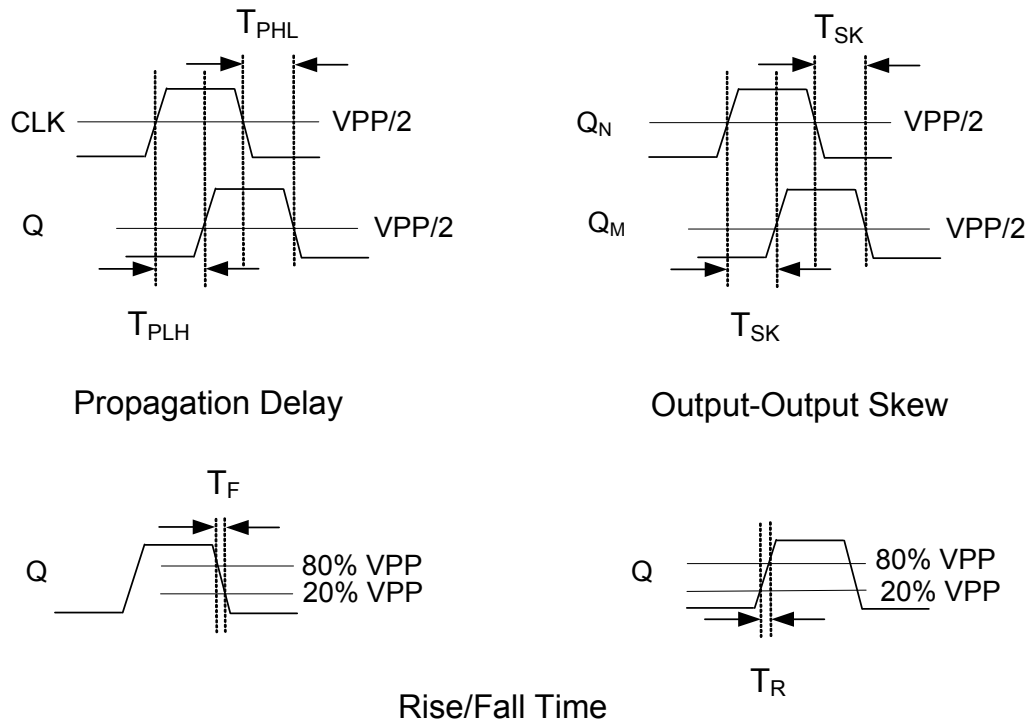 T_PHL
CLK
VPP/2
Q
VPP/2
T_PLH
Propagation Delay
T_SK
Q_N
VPP/2
Q_M
VPP/2
T_SK
Output-Output Skew
T_F
Q
80% VPP
20% VPP
Q
80% VPP
20% VPP
T_R
Rise/Fall Time